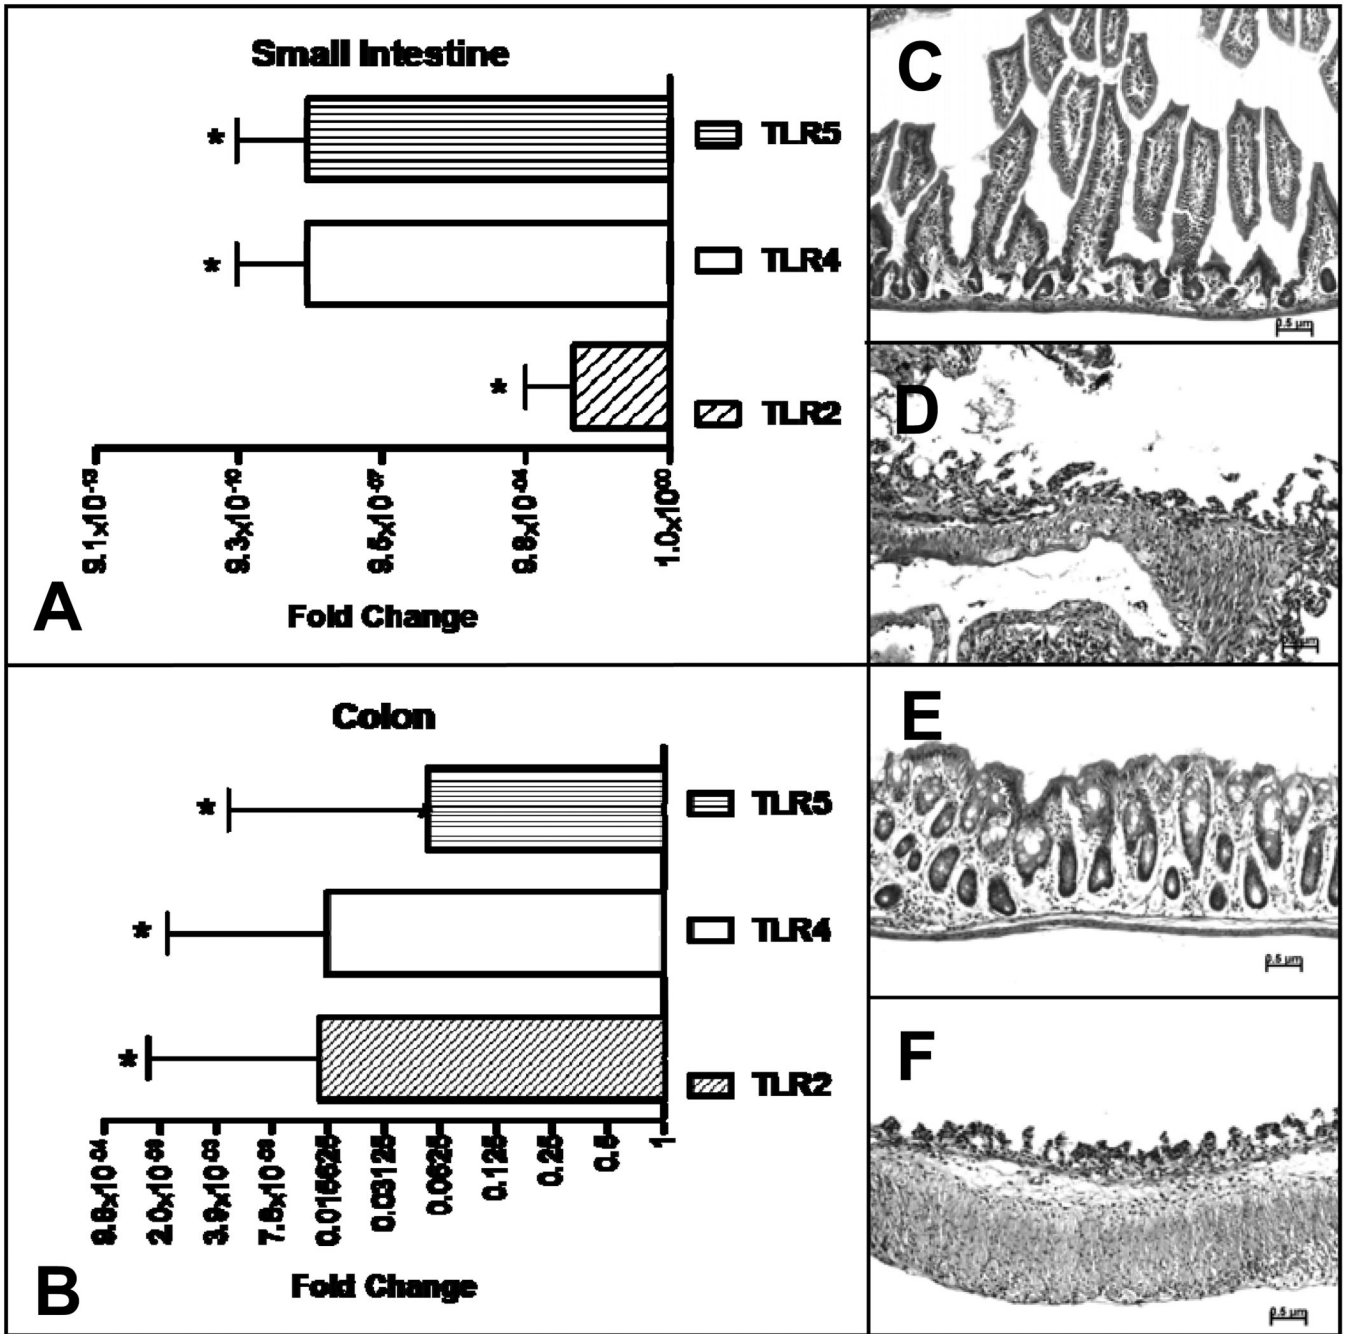 Small Intestine
TLR5
*
TLR4
*
TLR2
*
9.1x10⁻¹³
9.3x10⁻¹⁰
9.5x10⁻⁰⁷
9.8x10⁻⁰⁴
1.0x10⁰⁰
Fold Change
A
Colon
TLR5
*
TLR4
*
TLR2
*
2.0x10⁻⁰³
3.9x10⁻⁰³
7.8x10⁻⁰³
0.015625
0.03125
0.0625
0.125
0.25
0.5
1
Fold Change
B
C
0.5 µm
D
E
0.5 µm
F
0.5 µm